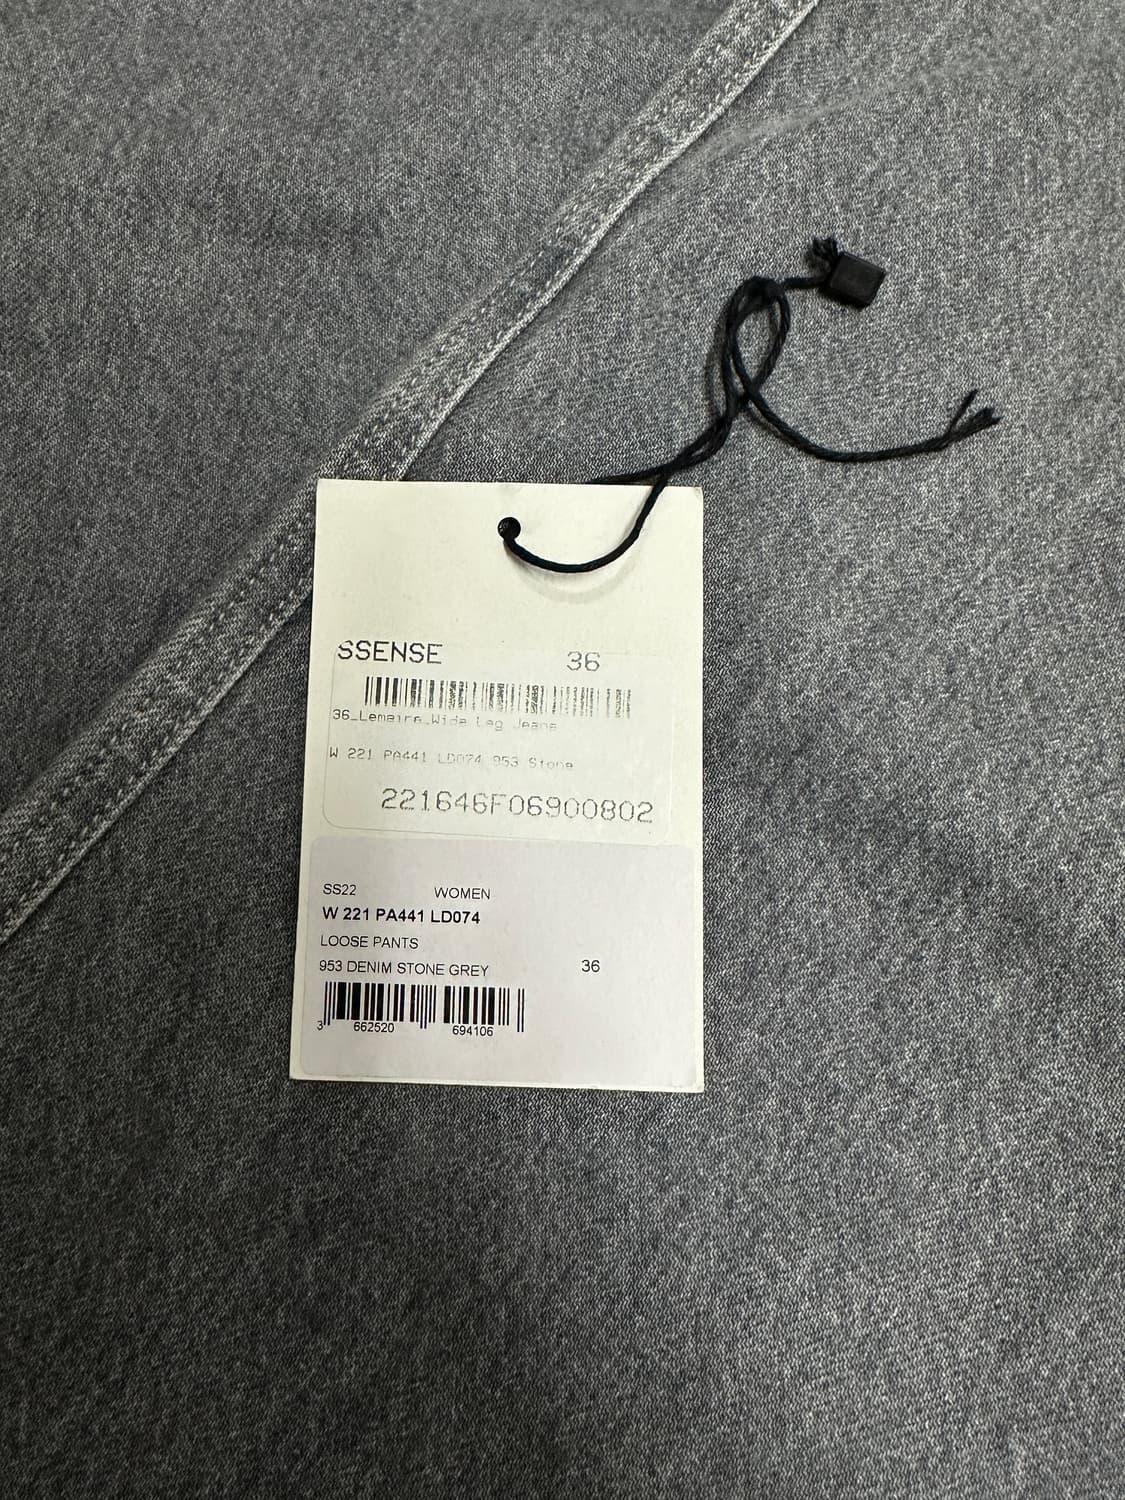 SSENSE 36
36_Lemaire_Wide Leg Jeans
W 221 PA441 LD074 953 Stone
221646F06900802
SS22 WOMEN
W 221 PA441 LD074
LOOSE PANTS
953 DENIM STONE GREY 36
3 662520 694106